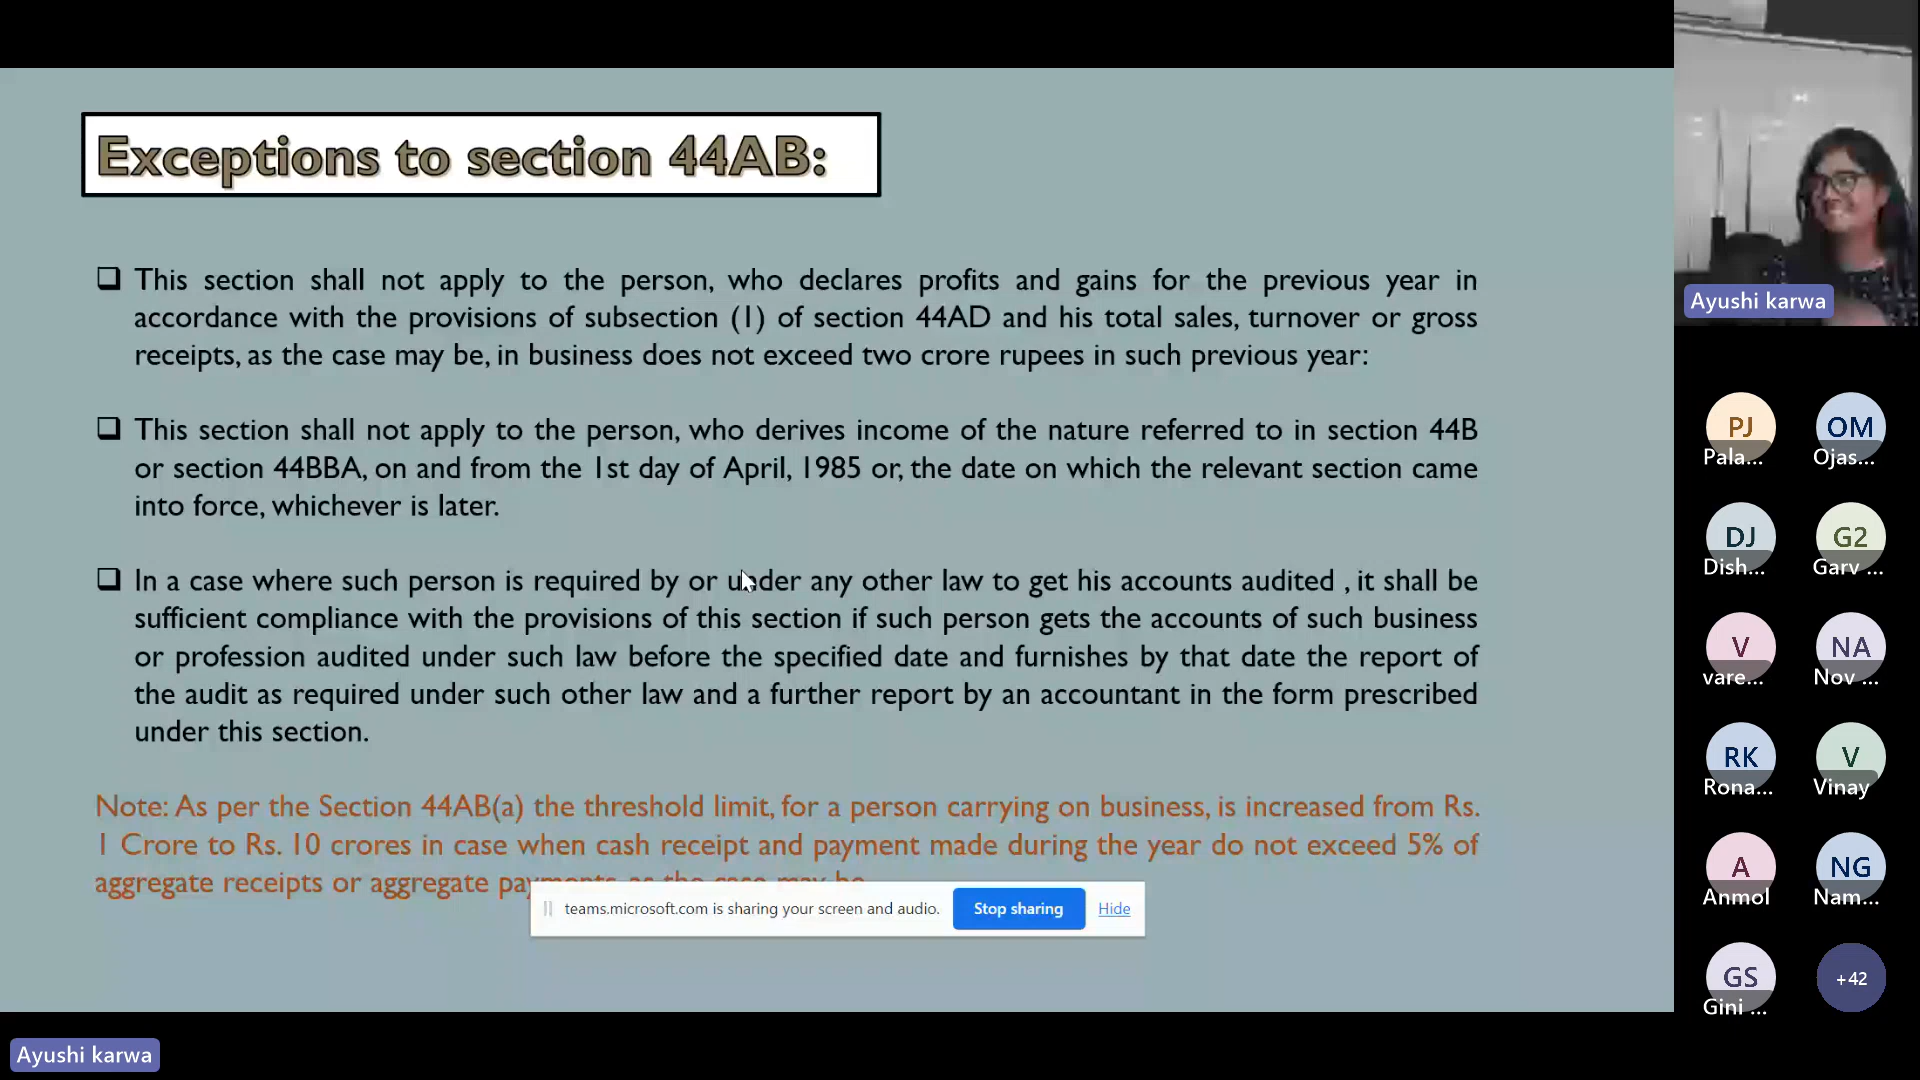 Exceptions to section 44AB:
❑ This section shall not apply to the person, who declares profits and gains for the previous year in
accordance with the provisions of subsection (1) of section 44AD and his total sales, turnover or gross
receipts, as the case may be, in business does not exceed two crore rupees in such previous year:
❑ This section shall not apply to the person, who derives income of the nature referred to in section 44B
or section 44BBA, on and from the 1st day of April, 1985 or, the date on which the relevant section came
into force, whichever is later.
❑ In a case where such person is required by or under any other law to get his accounts audited , it shall be
sufficient compliance with the provisions of this section if such person gets the accounts of such business
or profession audited under such law before the specified date and furnishes by that date the report of
the audit as required under such other law and a further report by an accountant in the form prescribed
under this section.
Note: As per the Section 44AB(a) the threshold limit, for a person carrying on business, is increased from Rs.
1 Crore to Rs. 10 crores in case when cash receipt and payment made during the year do not exceed 5% of
aggregate receipts or aggregate payments as the case may be
teams.microsoft.com is sharing your screen and audio.
Stop sharing
Hide
Ayushi karwa
Ayushi karwa
PJ
Pala...
OM
Ojas...
DJ
Dish...
G2
Garv ...
V
vare...
NA
Nov ...
RK
Rona...
V
Vinay
A
Anmol
NG
Nam...
GS
Gini ...
+42